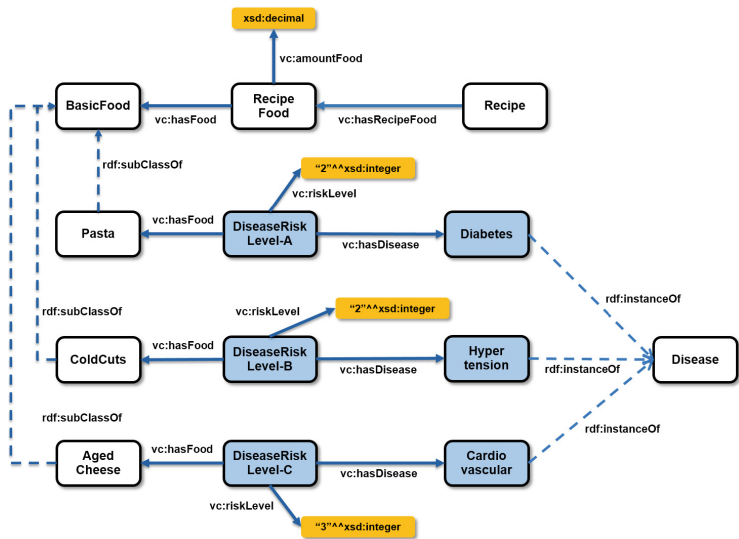 xsd:decimal
vc:amountFood
BasicFood
vc:hasFood
Recipe
Food
vc:hasRecipeFood
Recipe
rdf:subClassOf
“2”^^xsd:integer
vc:riskLevel
Pasta
vc:hasFood
DiseaseRisk
Level-A
vc:hasDisease
Diabetes
rdf:instanceOf
rdf:subClassOf
vc:riskLevel
“2”^^xsd:integer
ColdCuts
vc:hasFood
DiseaseRisk
Level-B
vc:hasDisease
Hyper
tension
rdf:instanceOf
Disease
rdf:subClassOf
rdf:instanceOf
Aged
Cheese
vc:hasFood
DiseaseRisk
Level-C
vc:hasDisease
Cardio
vascular
vc:riskLevel
“3”^^xsd:integer